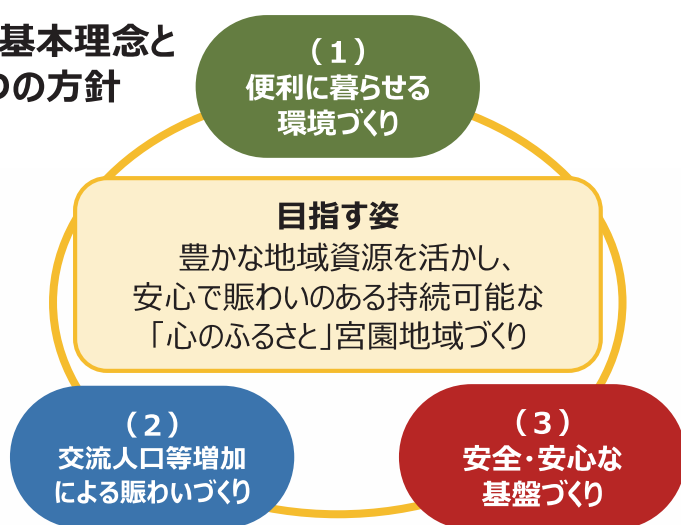 基本理念と
の方針
（１）
便利に暮らせる
環境づくり
目指す姿
豊かな地域資源を活かし、
安心で賑わいのある持続可能な
「心のふるさと」宮園地域づくり
（２）
交流人口等増加
による賑わいづくり
（３）
安全・安心な
基盤づくり